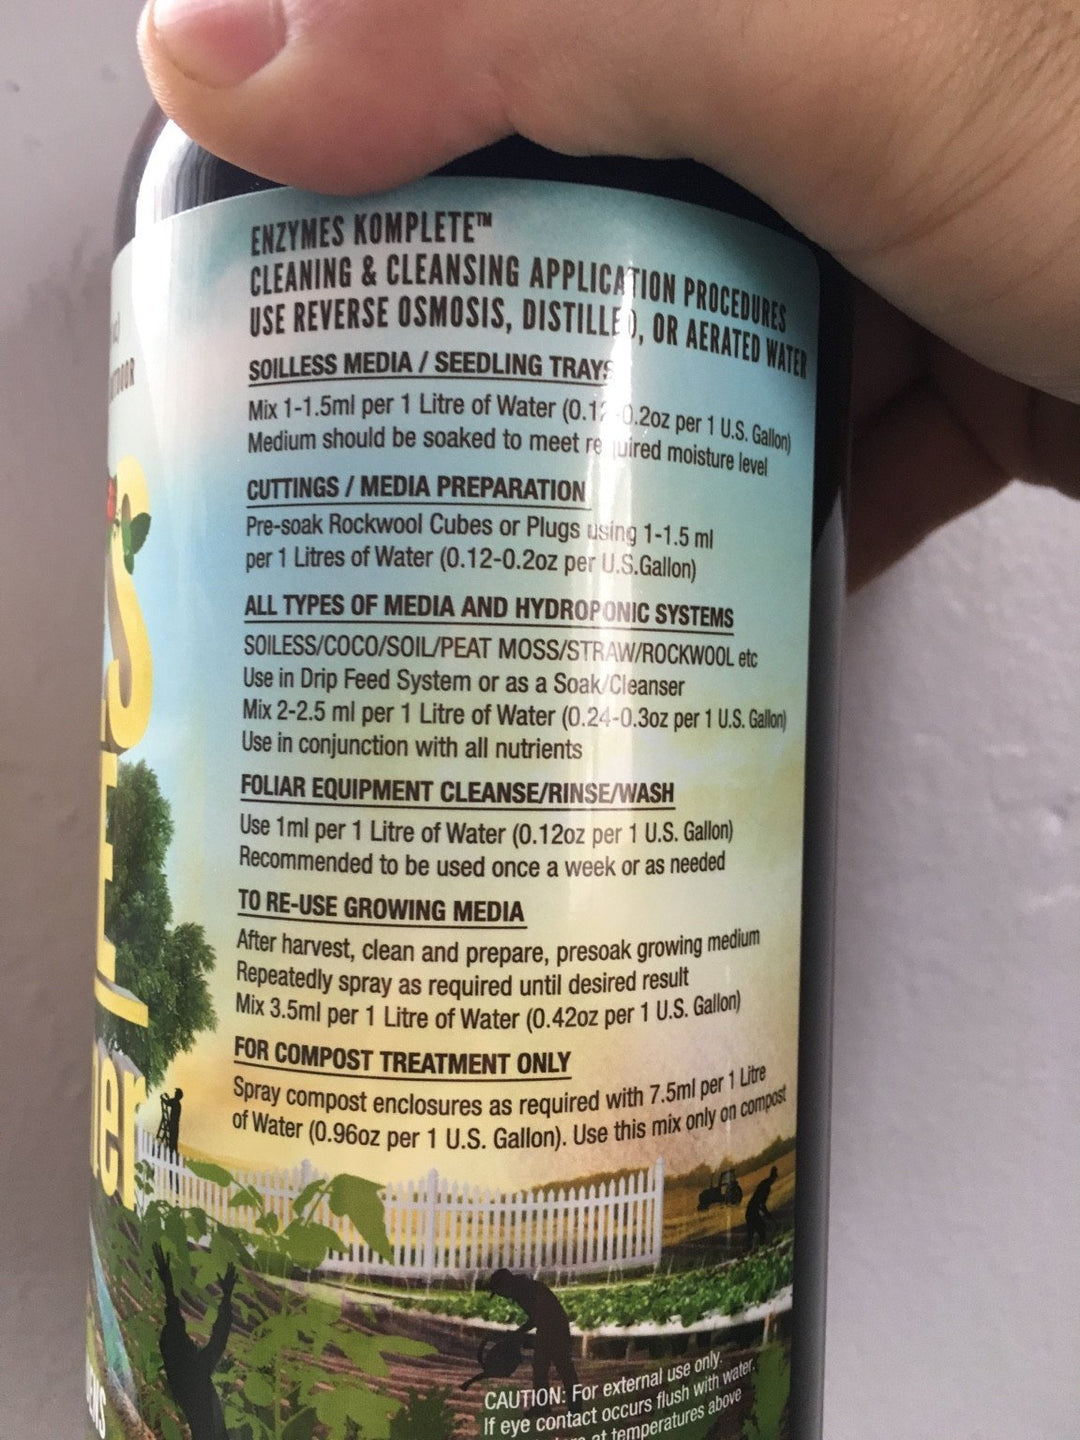 ENZYMES KOMPLETE™
CLEANING & CLEANSING APPLICATION PROCEDURES
USE REVERSE OSMOSIS, DISTILLED, OR AERATED WATER
SOILLESS MEDIA / SEEDLING TRAYS
Mix 1-1.5ml per 1 Litre of Water (0.12-0.2oz per 1 U.S. Gallon)
Medium should be soaked to meet required moisture level
CUTTINGS / MEDIA PREPARATION
Pre-soak Rockwool Cubes or Plugs using 1-1.5 ml
per 1 Litres of Water (0.12-0.2oz per U.S.Gallon)
ALL TYPES OF MEDIA AND HYDROPONIC SYSTEMS
SOILESS/COCO/SOIL/PEAT MOSS/STRAW/ROCKWOOL etc
Use in Drip Feed System or as a Soak/Cleanser
Mix 2-2.5 ml per 1 Litre of Water (0.24-0.3oz per 1 U.S. Gallon)
Use in conjunction with all nutrients
FOLIAR EQUIPMENT CLEANSE/RINSE/WASH
Use 1ml per 1 Litre of Water (0.12oz per 1 U.S. Gallon)
Recommended to be used once a week or as needed
TO RE-USE GROWING MEDIA
After harvest, clean and prepare, presoak growing medium
Repeatedly spray as required until desired result
Mix 3.5ml per 1 Litre of Water (0.42oz per 1 U.S. Gallon)
FOR COMPOST TREATMENT ONLY
Spray compost enclosures as required with 7.5ml per 1 Litre
of Water (0.96oz per 1 U.S. Gallon). Use this mix only on compost
CAUTION: For external use only.
If eye contact occurs flush with water.
at temperatures above